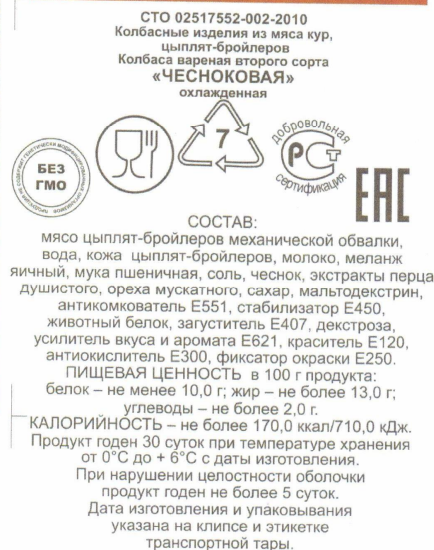 СТО 02517552-002-2010
Колбасные изделия из мяса кур,
цыплят-бройлеров
Колбаса вареная второго сорта
«ЧЕСНОКОВАЯ»
охлажденная
БЕЗ
ГМО
7
добровольная
РСТ
сертификация
ЕАС
СОСТАВ:
мясо цыплят-бройлеров механической обвалки,
вода, кожа цыплят-бройлеров, молоко, меланж
яичный, мука пшеничная, соль, чеснок, экстракты перца
душистого, ореха мускатного, сахар, мальтодекстрин,
антикомкователь Е551, стабилизатор Е450,
животный белок, загуститель Е407, декстроза,
усилитель вкуса и аромата Е621, краситель Е120,
антиокислитель Е300, фиксатор окраски Е250.
ПИЩЕВАЯ ЦЕННОСТЬ в 100 г продукта:
белок – не менее 10,0 г; жир – не более 13,0 г;
углеводы – не более 2,0 г.
КАЛОРИЙНОСТЬ – не более 170,0 ккал/710,0 кДж.
Продукт годен 30 суток при температуре хранения
от 0°С до + 6°С с даты изготовления.
При нарушении целостности оболочки
продукт годен не более 5 суток.
Дата изготовления и упаковывания
указана на клипсе и этикетке
транспортной тары.